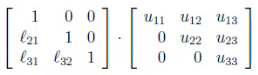 [ 1 0 0 ; ℓ₂₁ 1 0 ; ℓ₃₁ ℓ₃₂ 1 ] · [ u₁₁ u₁₂ u₁₃ ; 0 u₂₂ u₂₃ ; 0 0 u₃₃ ]